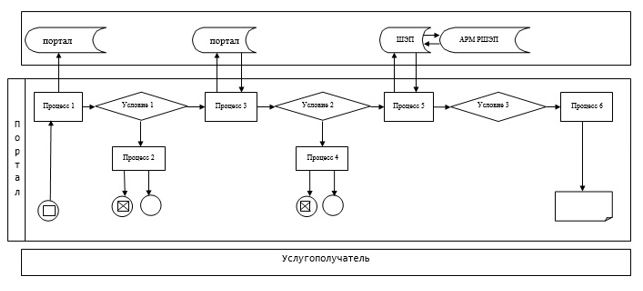 портал
портал
ШЭП
АРМ РШЭП
Портал
Процесс 1
Условие 1
Процесс 3
Условие 2
Процесс 5
Условие 3
Процесс 6
Процесс 2
Процесс 4
Услугополучатель